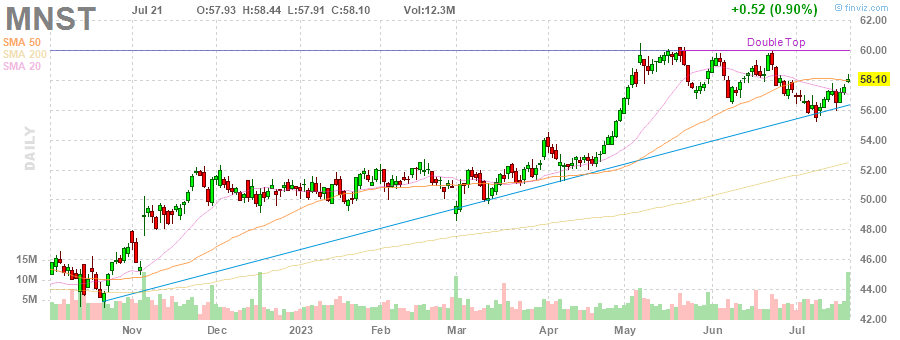 MNST Jul 21 O:57.93 H:58.44 L:57.91 C:58.10 Vol:12.3M +0.52 (0.90%) © finviz.com
SMA 50
SMA 200
SMA 20
Double Top
DAILY
62.00
60.00
58.10
56.00
54.00
52.00
50.00
48.00
46.00
44.00
42.00
15M
10M
5M
Nov Dec 2023 Feb Mar Apr May Jun Jul